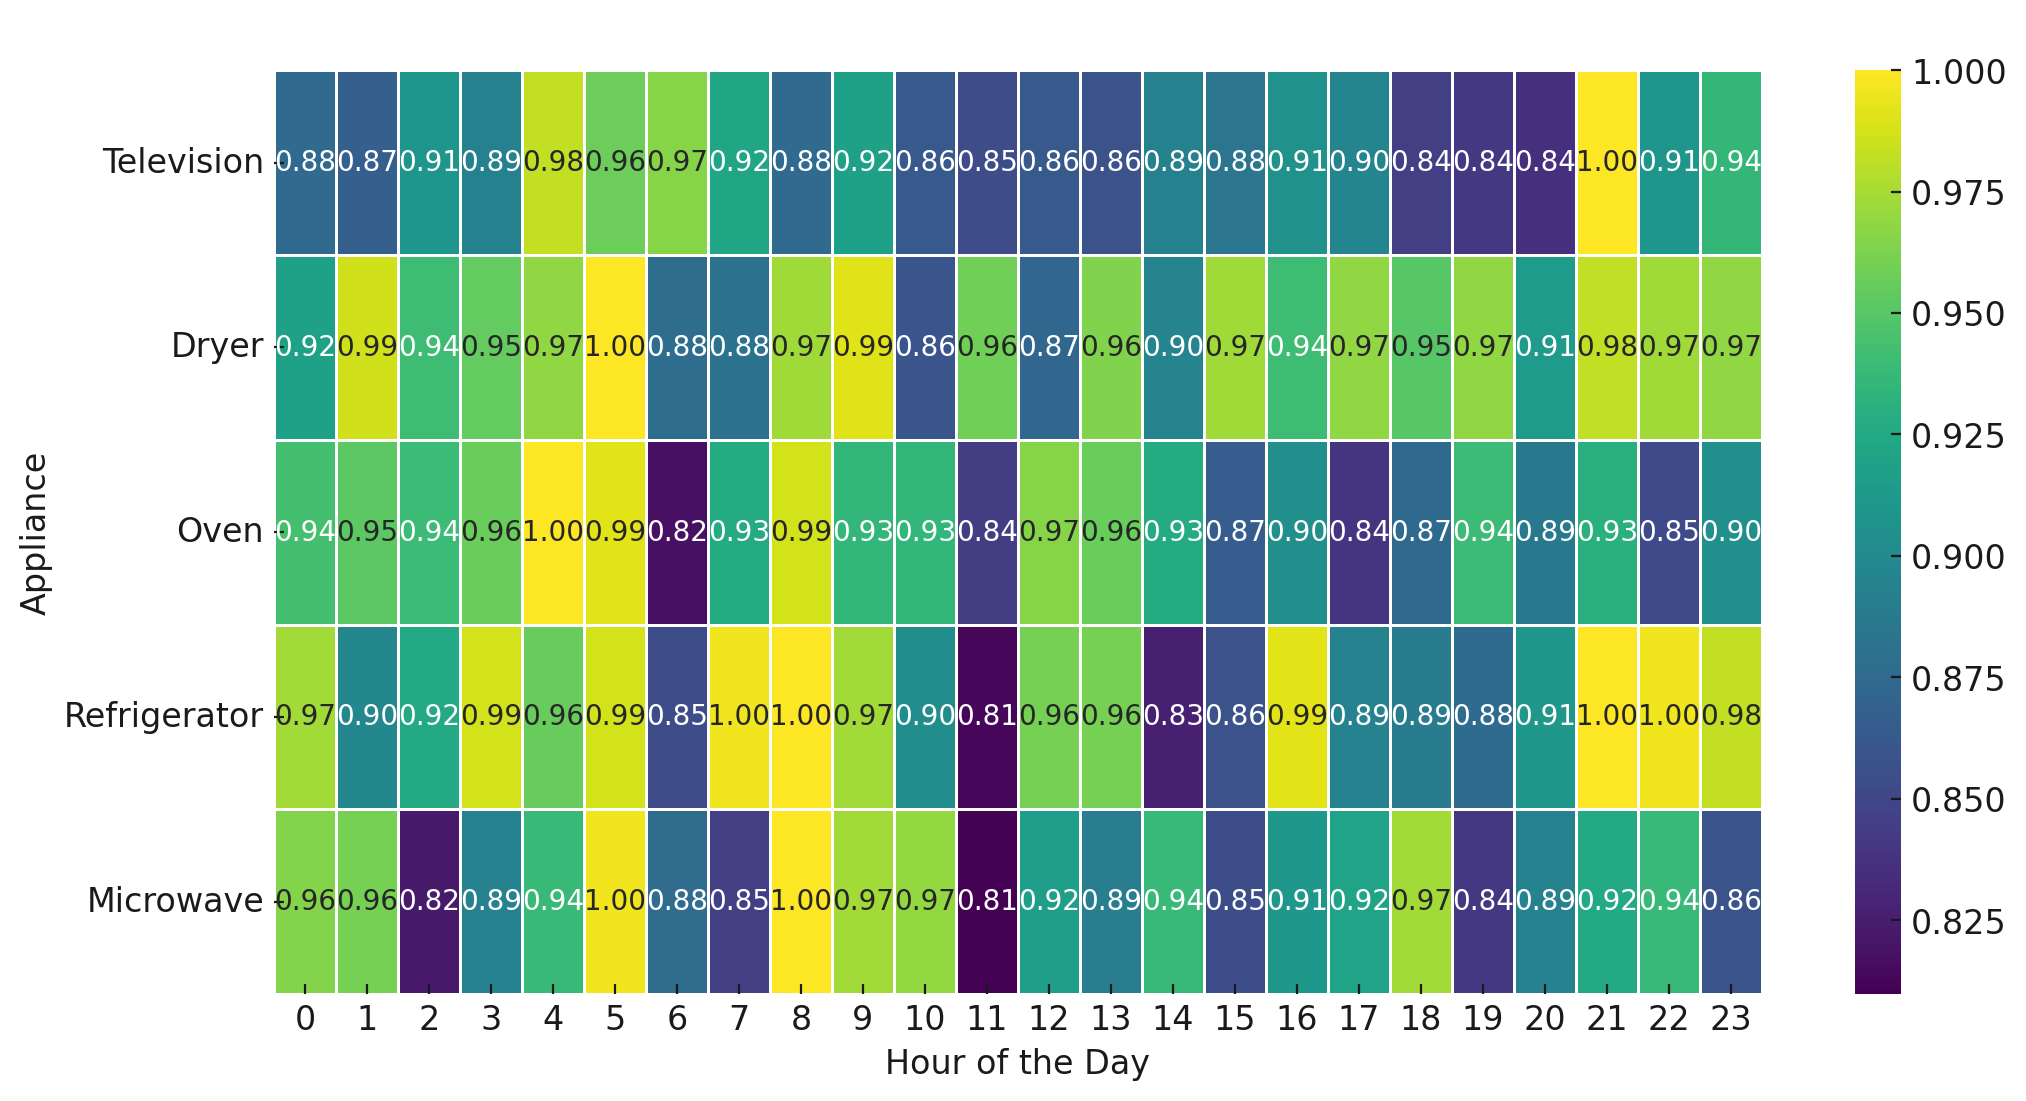 Television 0.88 0.87 0.91 0.89 0.98 0.96 0.97 0.92 0.88 0.92 0.86 0.85 0.86 0.86 0.89 0.88 0.91 0.90 0.84 0.84 0.84 1.00 0.91 0.94
Dryer 0.92 0.99 0.94 0.95 0.97 1.00 0.88 0.88 0.97 0.99 0.86 0.96 0.87 0.96 0.90 0.97 0.94 0.97 0.95 0.97 0.91 0.98 0.97 0.97
Appliance
Oven 0.94 0.95 0.94 0.96 1.00 0.99 0.82 0.93 0.99 0.93 0.93 0.84 0.97 0.96 0.93 0.87 0.90 0.84 0.87 0.94 0.89 0.93 0.85 0.90
Refrigerator 0.97 0.90 0.92 0.99 0.96 0.99 0.85 1.00 1.00 0.97 0.90 0.81 0.96 0.96 0.83 0.86 0.99 0.89 0.89 0.88 0.91 1.00 1.00 0.98
Microwave 0.96 0.96 0.82 0.89 0.94 1.00 0.88 0.85 1.00 0.97 0.97 0.81 0.92 0.89 0.94 0.85 0.91 0.92 0.97 0.84 0.89 0.92 0.94 0.86
0 1 2 3 4 5 6 7 8 9 10 11 12 13 14 15 16 17 18 19 20 21 22 23
Hour of the Day
1.000
0.975
0.950
0.925
0.900
0.875
0.850
0.825